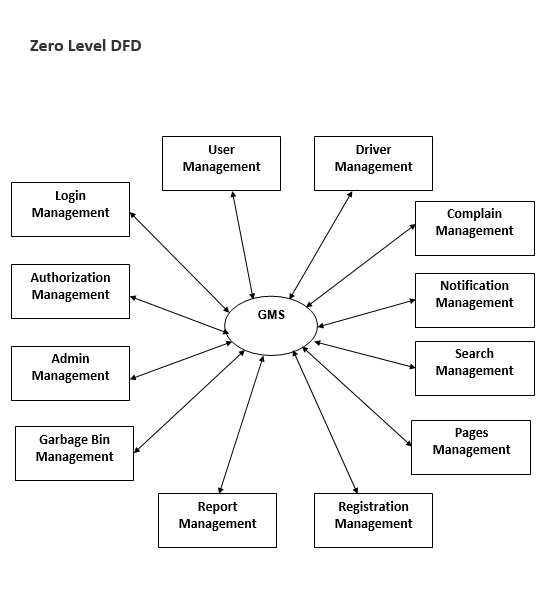 Zero Level DFD
User
Management
Driver
Management
Login
Management
Complain
Management
Authorization
Management
Notification
Management
GMS
Admin
Management
Search
Management
Garbage Bin
Management
Pages
Management
Report
Management
Registration
Management